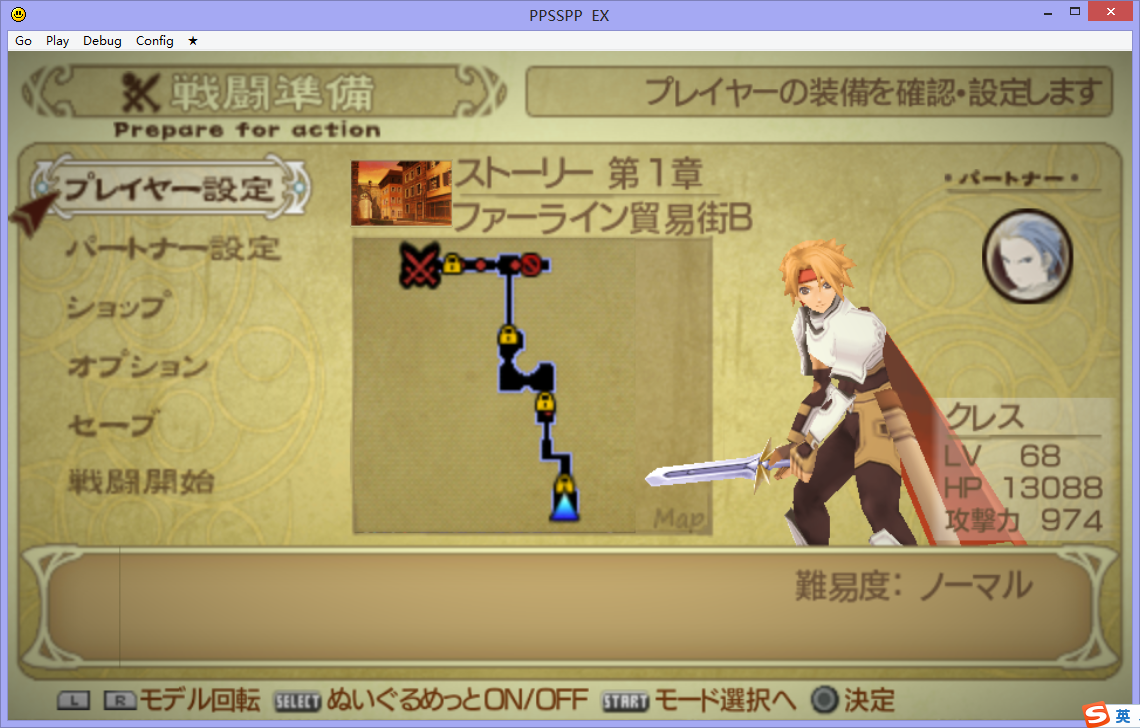 PPSSPP EX
Go Play Debug Config ★
戦闘準備
Prepare for action
プレイヤーの装備を確認・設定します
プレイヤー設定
パートナー設定
ショップ
オプション
セーブ
戦闘開始
ストーリー 第1章
ファーライン貿易街B
Map
・パートナー・
クレス
LV 68
HP 13088
攻撃力 974
難易度: ノーマル
L R モデル回転 SELECT ぬいぐるめっとON/OFF START モード選択へ 決定
S 英